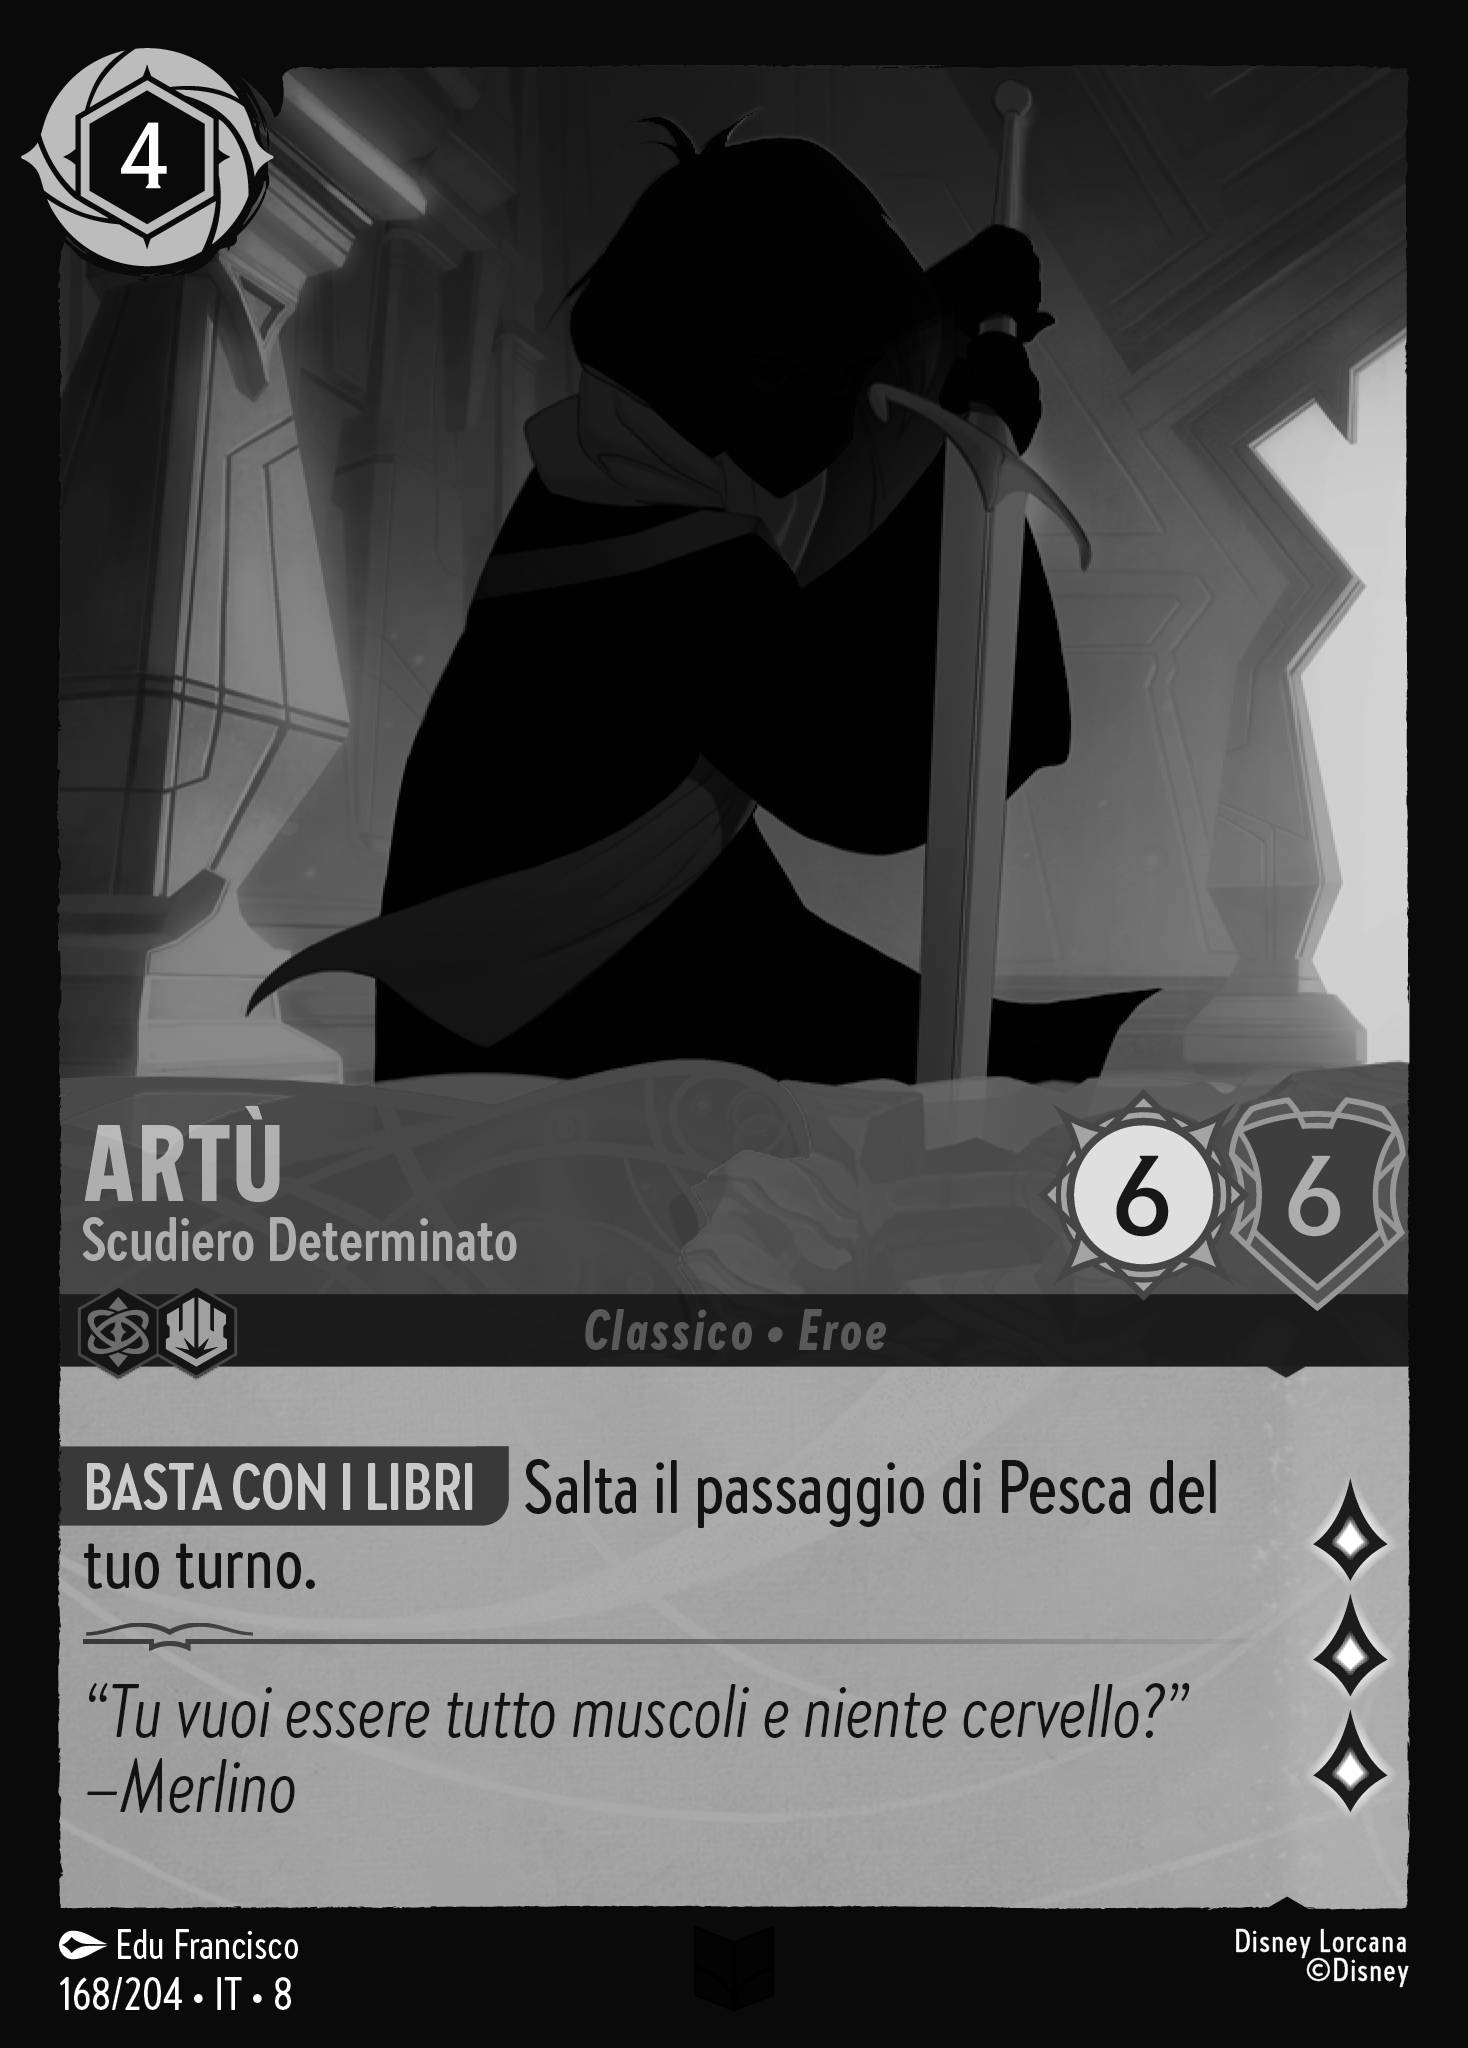 4
ARTÙ
Scudiero Determinato
6 6
Classico • Eroe
BASTA CON I LIBRI Salta il passaggio di Pesca del
tuo turno.
“Tu vuoi essere tutto muscoli e niente cervello?”
–Merlino
Edu Francisco
168/204 • IT • 8
Disney Lorcana
©Disney